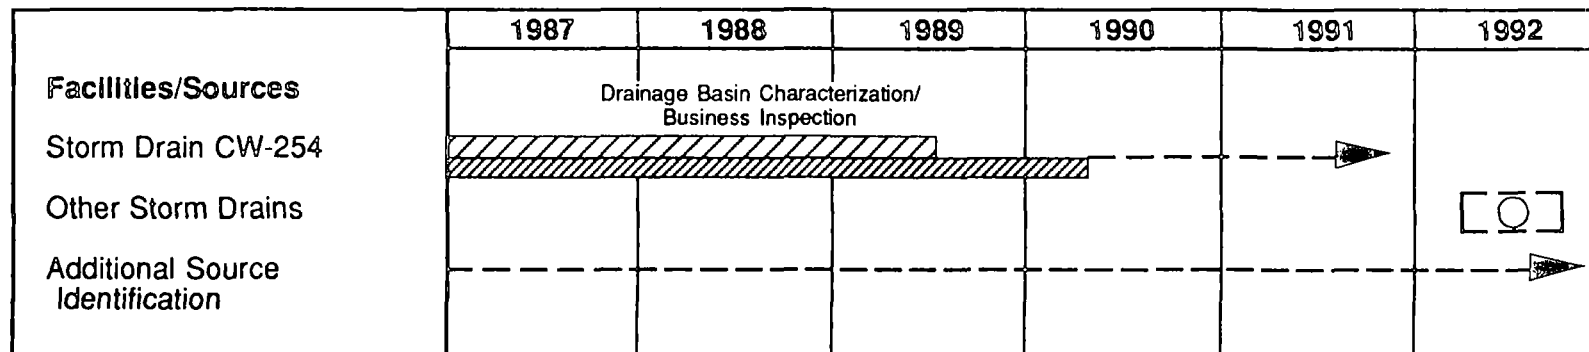 1987 1988 1989 1990 1991 1992
Facilities/Sources
Drainage Basin Characterization/
Business Inspection
Storm Drain CW-254
Other Storm Drains
Additional Source
Identification